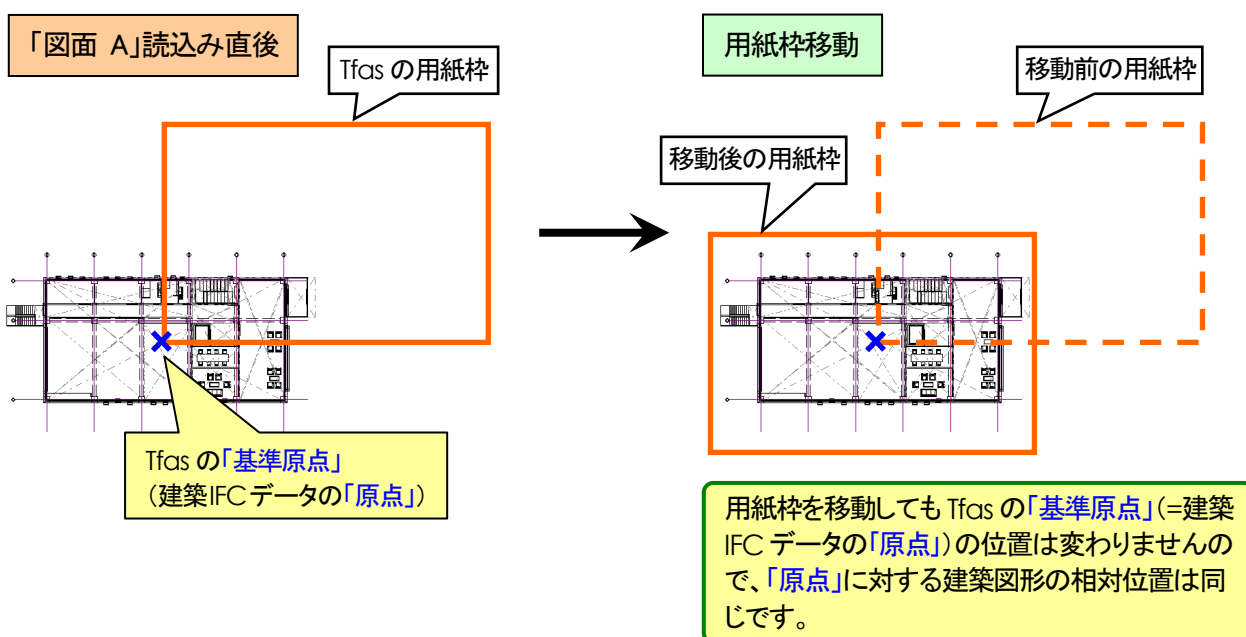 「図面 A」読込み直後
Tfas の用紙枠
Tfas の「基準原点」
（建築IFCデータの「原点」）
用紙枠移動
移動前の用紙枠
移動後の用紙枠
用紙枠を移動しても Tfas の「基準原点」（=建築
IFC データの「原点」）の位置は変わりませんの
で、「原点」に対する建築図形の相対位置は同
じです。